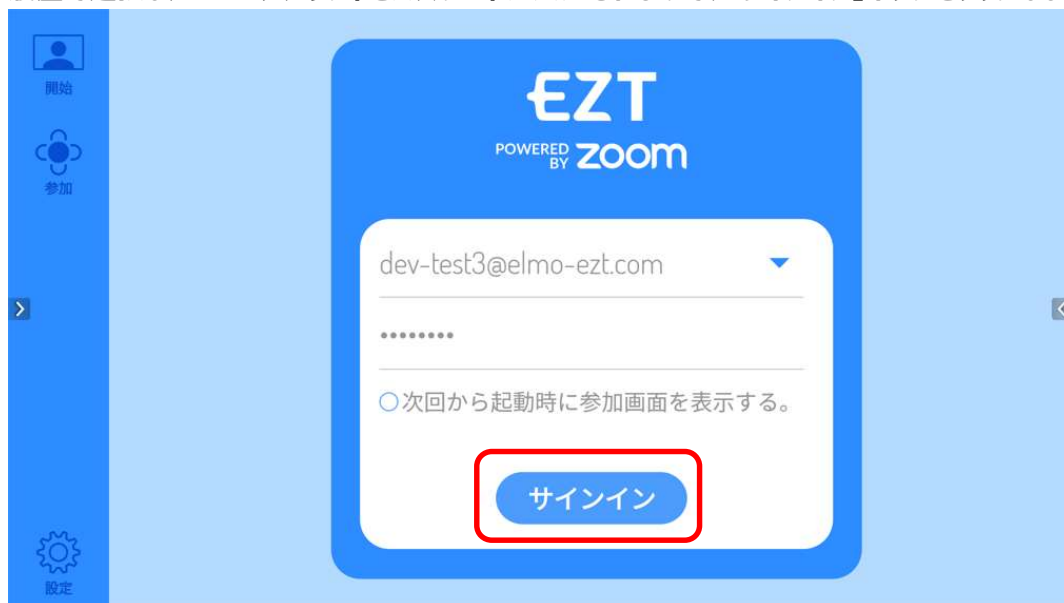 開始
参加
設定
EZT
POWERED BY zoom
dev-test3@elmo-ezt.com
••••••••
○次回から起動時に参加画面を表示する。
サインイン